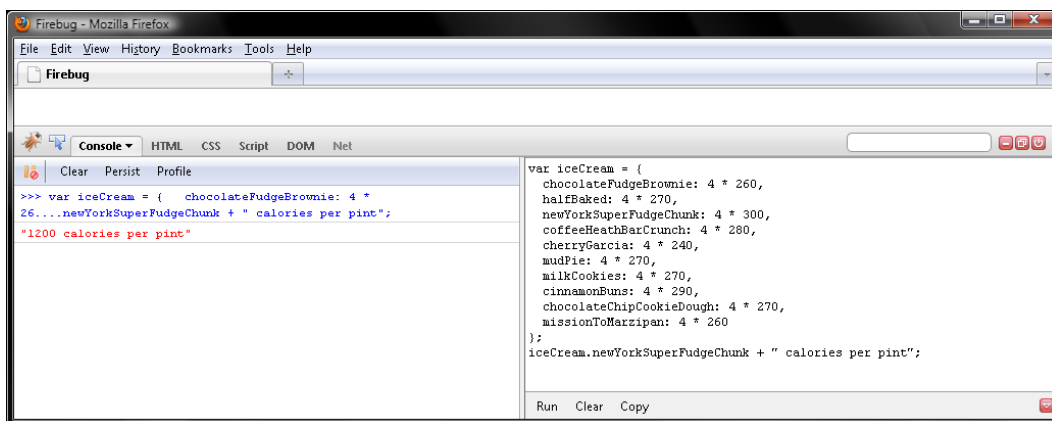 Firebug - Mozilla Firefox
File Edit View History Bookmarks Tools Help
Firebug
Console HTML CSS Script DOM Net
Clear Persist Profile
>>> var iceCream = { chocolateFudgeBrownie: 4 *
26....newYorkSuperFudgeChunk + " calories per pint";
"1200 calories per pint"
var iceCream = {
chocolateFudgeBrownie: 4 * 260,
halfBaked: 4 * 270,
newYorkSuperFudgeChunk: 4 * 300,
coffeeHeathBarCrunch: 4 * 280,
cherryGarcia: 4 * 240,
mudPie: 4 * 270,
milkCookies: 4 * 270,
cinnamonBuns: 4 * 290,
chocolateChipCookieDough: 4 * 270,
missionToMarzipan: 4 * 260
};
iceCream.newYorkSuperFudgeChunk + " calories per pint";
Run Clear Copy